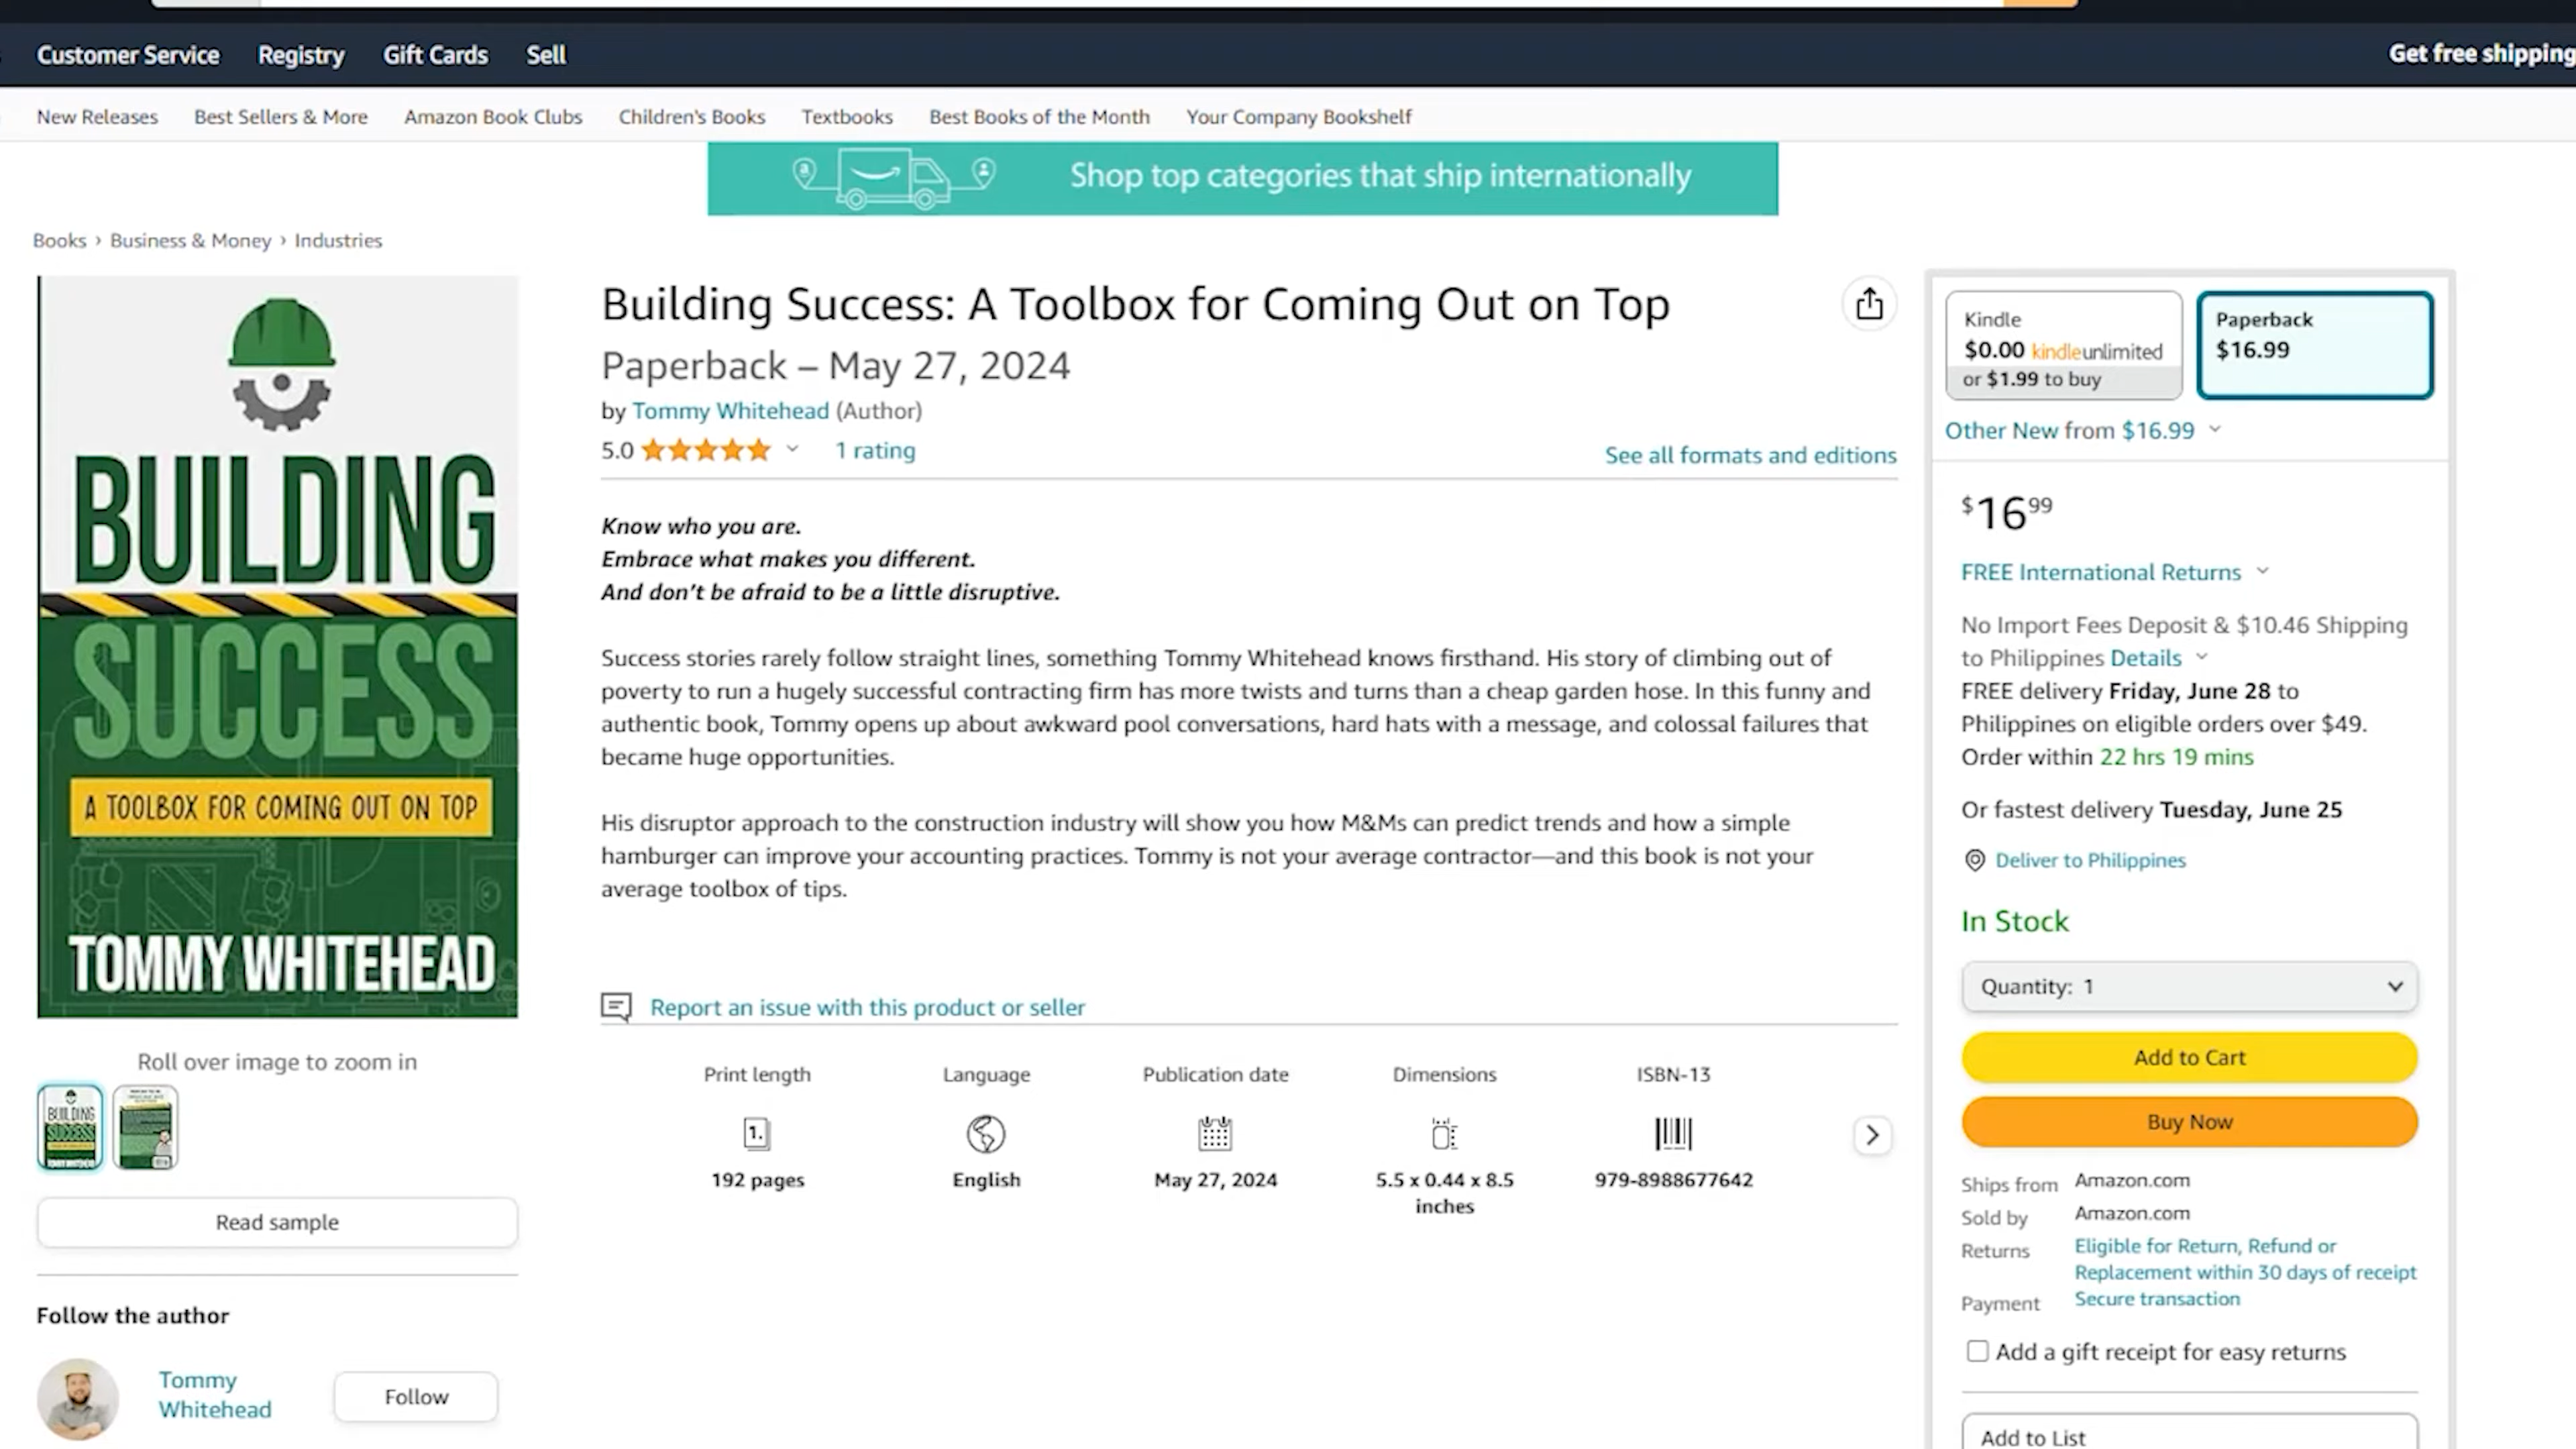 Customer Service Registry Gift Cards Sell
Get free shipping
New Releases Best Sellers & More Amazon Book Clubs Children's Books Textbooks Best Books of the Month Your Company Bookshelf
Shop top categories that ship internationally
Books › Business & Money › Industries
BUILDING
SUCCESS
A TOOLBOX FOR COMING OUT ON TOP
TOMMY WHITEHEAD
Roll over image to zoom in
BUILDING
SUCCESS
Read sample
Follow the author
Tommy
Whitehead
Follow
Building Success: A Toolbox for Coming Out on Top
Paperback – May 27, 2024
by Tommy Whitehead (Author)
5.0 1 rating
See all formats and editions
Know who you are.
Embrace what makes you different.
And don't be afraid to be a little disruptive.
Success stories rarely follow straight lines, something Tommy Whitehead knows firsthand. His story of climbing out of
poverty to run a hugely successful contracting firm has more twists and turns than a cheap garden hose. In this funny and
authentic book, Tommy opens up about awkward pool conversations, hard hats with a message, and colossal failures that
became huge opportunities.
His disruptor approach to the construction industry will show you how M&Ms can predict trends and how a simple
hamburger can improve your accounting practices. Tommy is not your average contractor—and this book is not your
average toolbox of tips.
Report an issue with this product or seller
Print length Language Publication date Dimensions ISBN-13
1.
192 pages English May 27, 2024 5.5 x 0.44 x 8.5 979-8988677642
inches
Kindle
$0.00 kindleunlimited
or $1.99 to buy
Paperback
$16.99
Other New from $16.99
$16.99
FREE International Returns
No Import Fees Deposit & $10.46 Shipping
to Philippines Details
FREE delivery Friday, June 28 to
Philippines on eligible orders over $49.
Order within 22 hrs 19 mins
Or fastest delivery Tuesday, June 25
Deliver to Philippines
In Stock
Quantity: 1
Add to Cart
Buy Now
Ships from Amazon.com
Sold by Amazon.com
Returns Eligible for Return, Refund or
Replacement within 30 days of receipt
Payment Secure transaction
Add a gift receipt for easy returns
Add to List